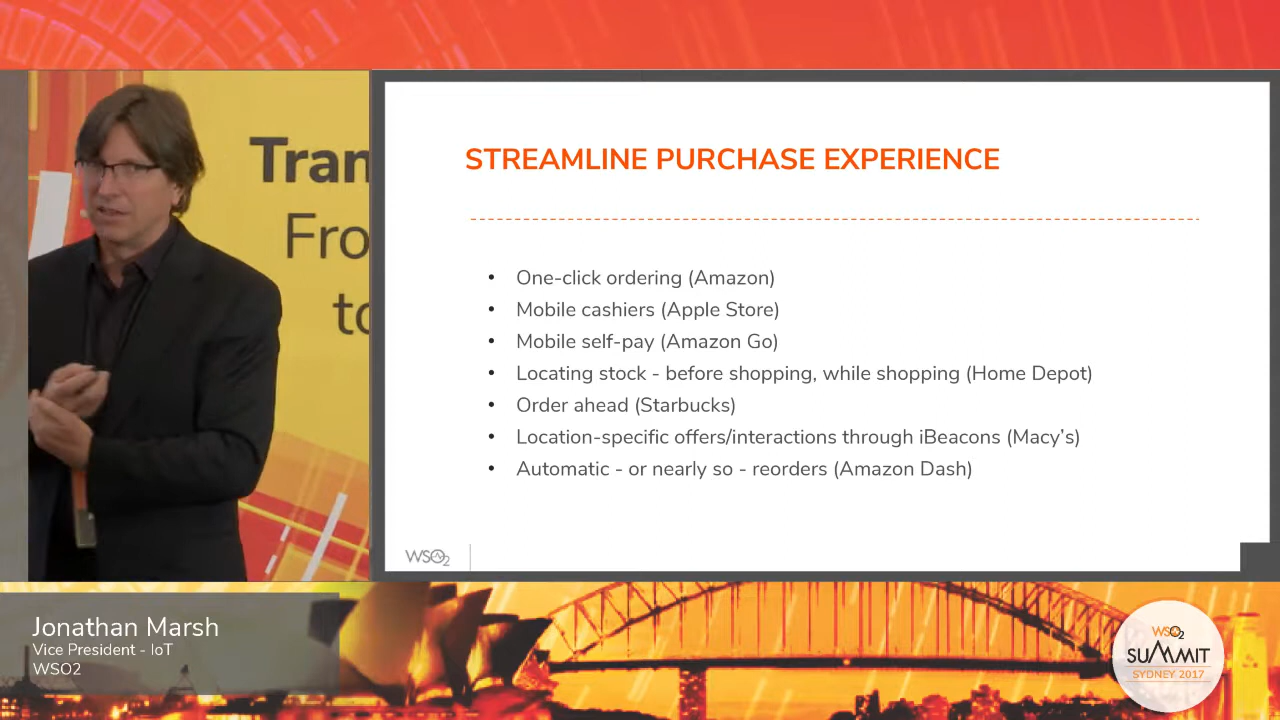 Tran
Fro
to
STREAMLINE PURCHASE EXPERIENCE
• One-click ordering (Amazon)
• Mobile cashiers (Apple Store)
• Mobile self-pay (Amazon Go)
• Locating stock - before shopping, while shopping (Home Depot)
• Order ahead (Starbucks)
• Location-specific offers/interactions through iBeacons (Macy's)
• Automatic - or nearly so - reorders (Amazon Dash)
WSO2
Jonathan Marsh
Vice President - IoT
WSO2
WSO2
SUMMIT
SYDNEY 2017